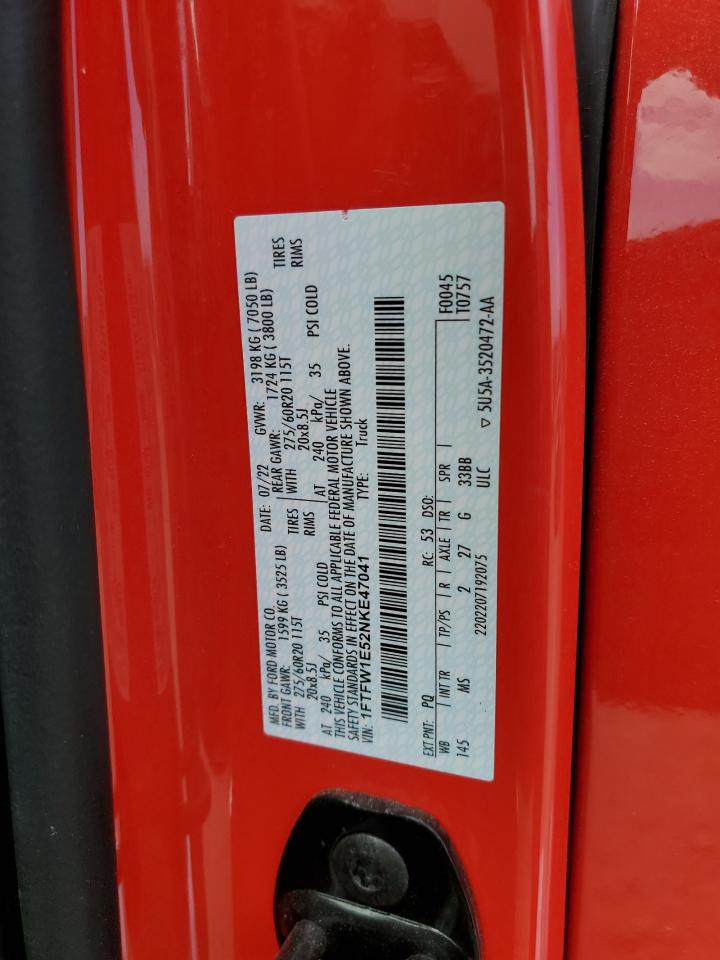 MFD. BY FORD MOTOR CO. DATE: 07/22 GVWR: 3198 KG ( 7050 LB)
FRONT GAWR: 1599 KG ( 3525 LB) REAR GAWR: 1724 KG ( 3800 LB)
WITH 275/60R20 115T TIRES WITH 275/60R20 115T TIRES
20x8.5J RIMS 20x8.5J RIMS
AT 240 kPa/ 35 PSI COLD AT 240 kPa/ 35 PSI COLD
THIS VEHICLE CONFORMS TO ALL APPLICABLE FEDERAL MOTOR VEHICLE
SAFETY STANDARDS IN EFFECT ON THE DATE OF MANUFACTURE SHOWN ABOVE.
VIN: 1FTFW1E52NKE47041 TYPE: Truck
EXT PNT: PQ RC: 53 DSO: F0045
WB INT TR TP/PS R AXLE TR SPR T0757
145 MS 2 27 G 33BB
2202207192075 ULC ▽ 5U5A-3520472-AA